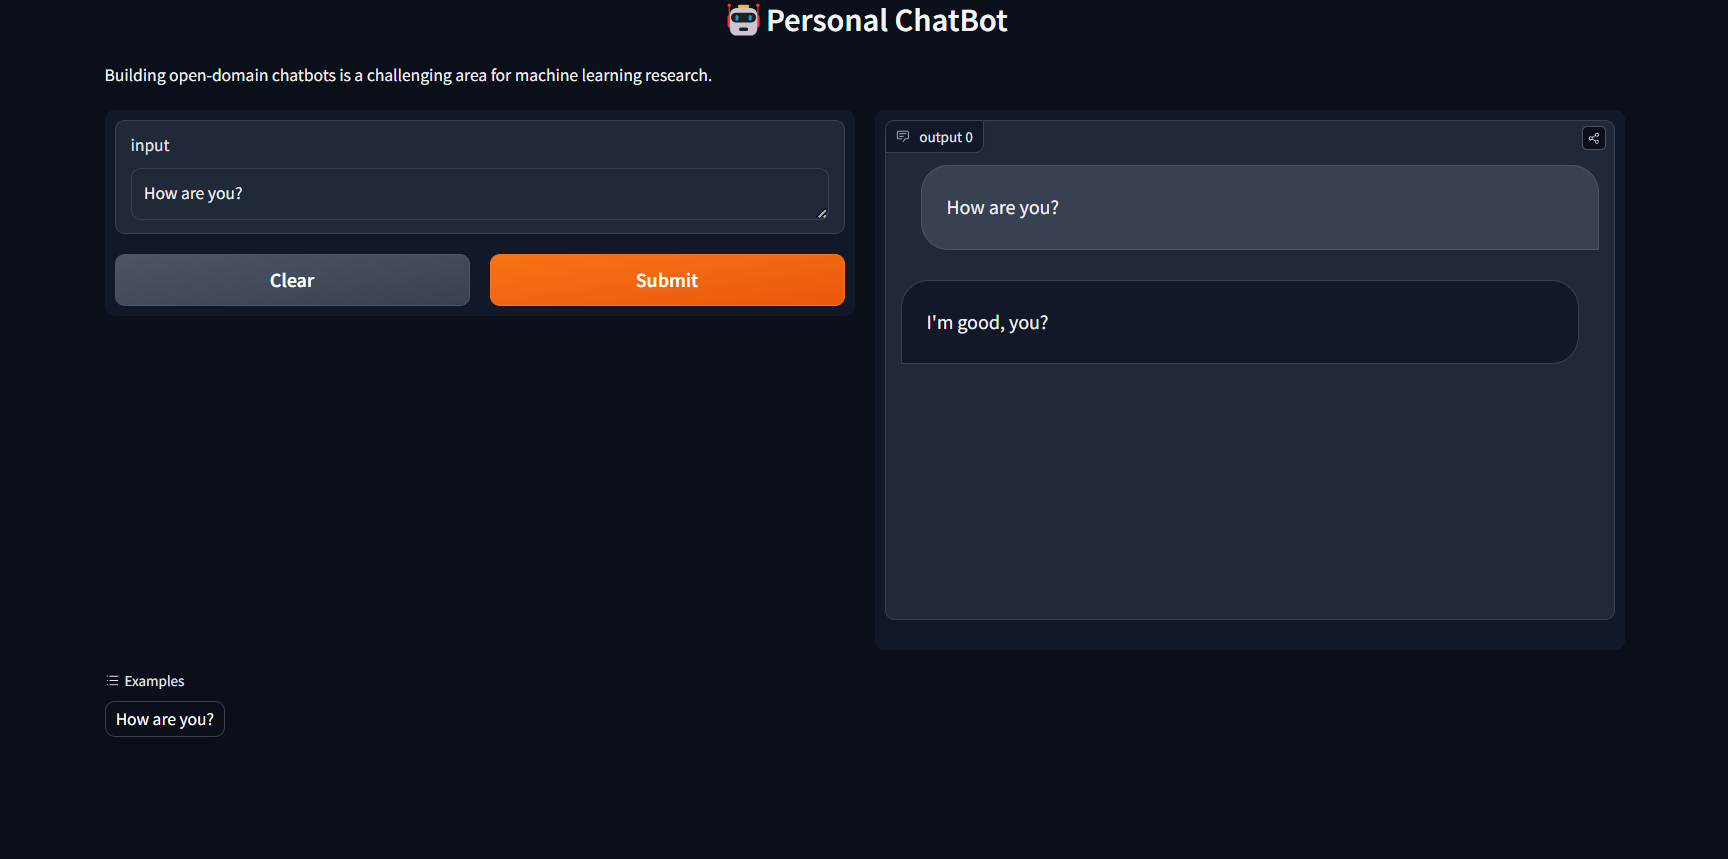 Personal ChatBot
Building open-domain chatbots is a challenging area for machine learning research.
input
How are you?
Clear
Submit
output 0
How are you?
I'm good, you?
Examples
How are you?